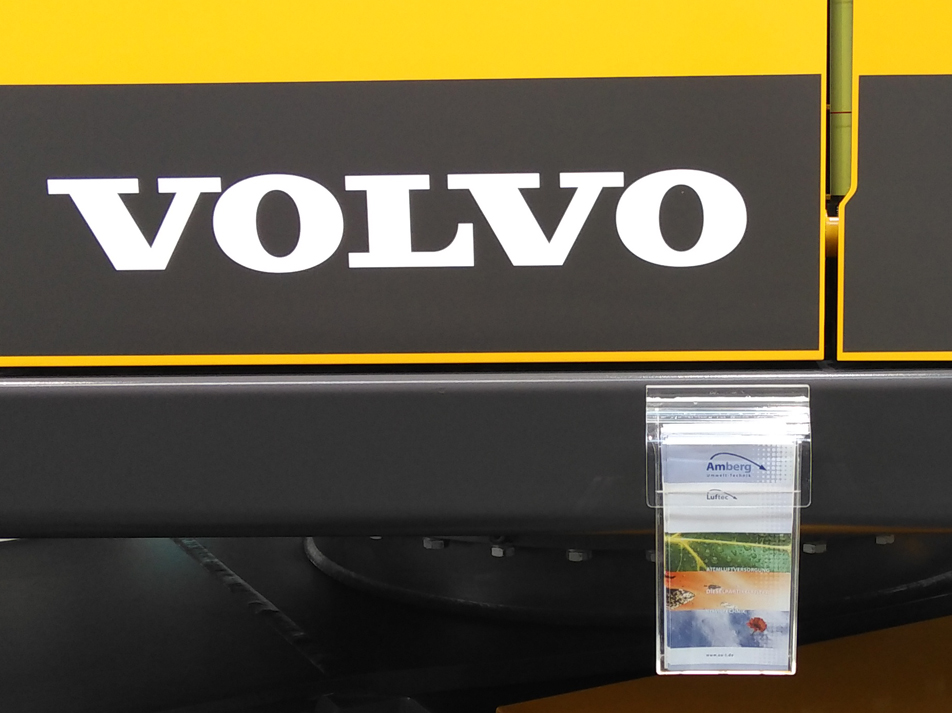 VOLVO
Amberg
umwelt-technik
Luftec
ATEMLUFTVERSORGUNG